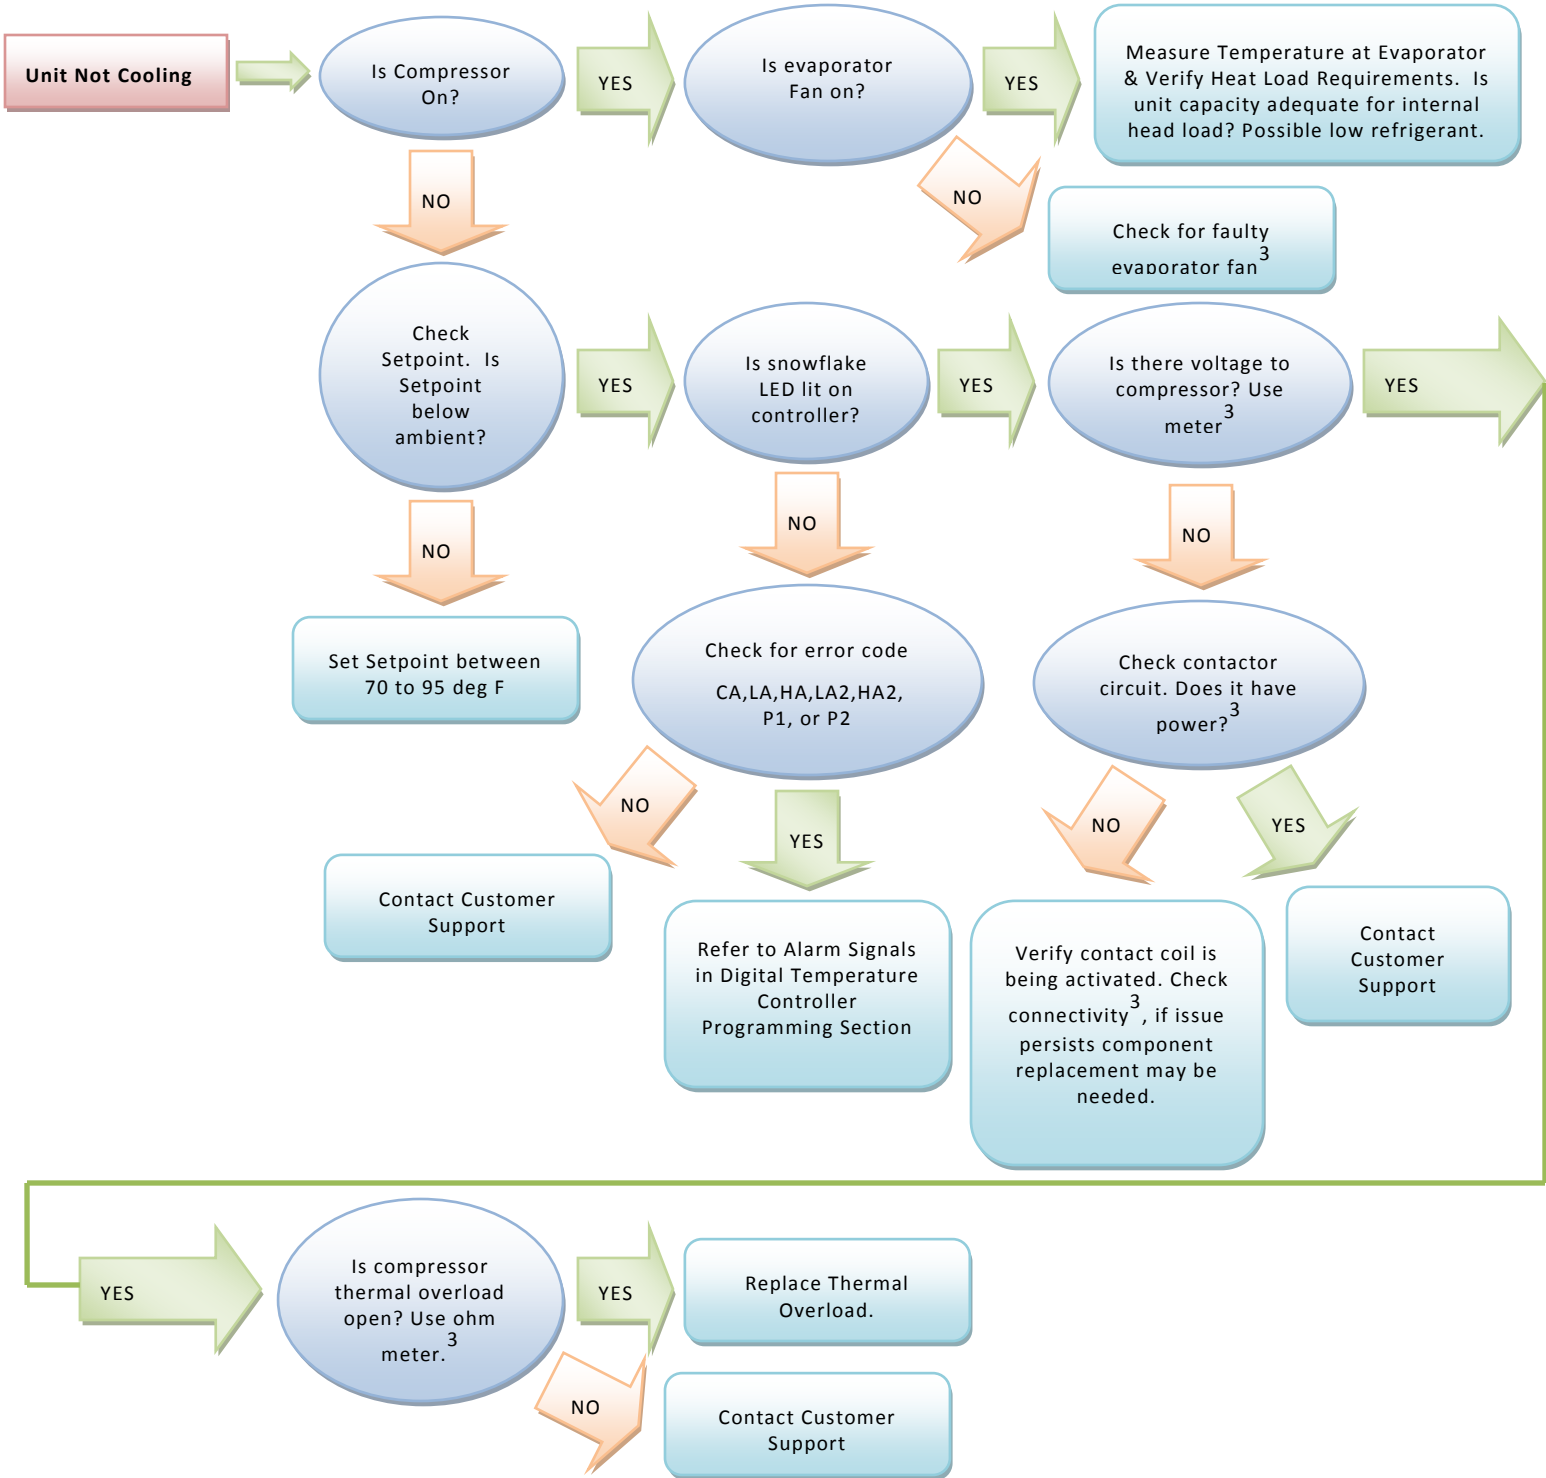 Unit Not Cooling
Is Compressor
On?
YES
Is evaporator
Fan on?
YES
Measure Temperature at Evaporator
& Verify Heat Load Requirements. Is
unit capacity adequate for internal
head load? Possible low refrigerant.
NO
NO
Check for faulty
evaporator fan3
Check
Setpoint. Is
Setpoint
below
ambient?
YES
Is snowflake
LED lit on
controller?
YES
Is there voltage to
compressor? Use
meter3
YES
NO
NO
NO
Set Setpoint between
70 to 95 deg F
Check for error code
CA,LA,HA,LA2,HA2,
P1, or P2
Check contactor
circuit. Does it have
power?3
NO
YES
NO
YES
Contact Customer
Support
Refer to Alarm Signals
in Digital Temperature
Controller
Programming Section
Verify contact coil is
being activated. Check
connectivity3, if issue
persists component
replacement may be
needed.
Contact
Customer
Support
YES
Is compressor
thermal overload
open? Use ohm
meter.3
YES
Replace Thermal
Overload.
NO
Contact Customer
Support